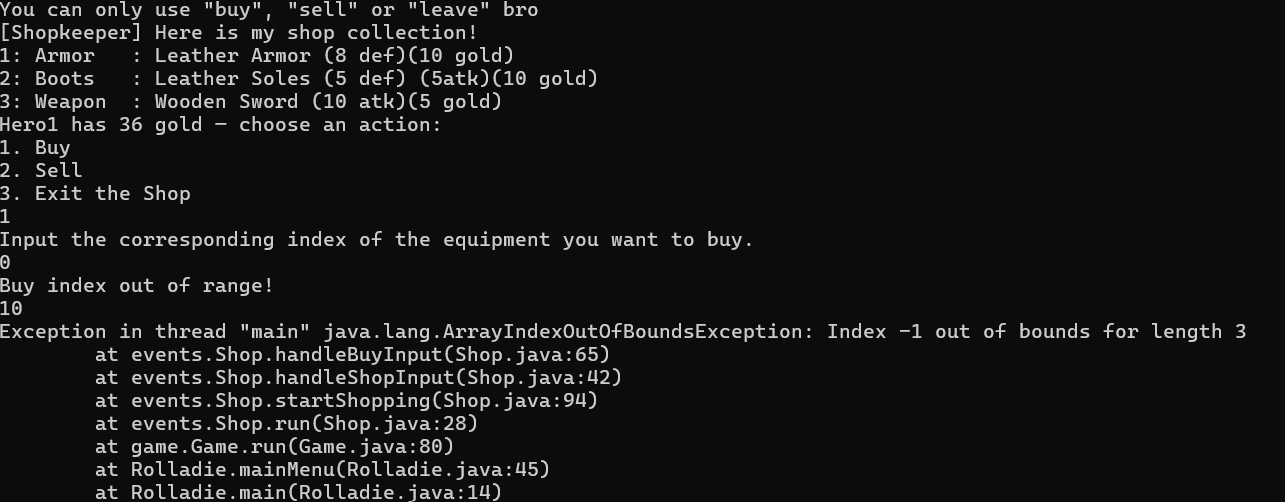 You can only use "buy", "sell" or "leave" bro
[Shopkeeper] Here is my shop collection!
1: Armor   : Leather Armor (8 def)(10 gold)
2: Boots   : Leather Soles (5 def) (5atk)(10 gold)
3: Weapon  : Wooden Sword (10 atk)(5 gold)
Hero1 has 36 gold — choose an action:
1. Buy
2. Sell
3. Exit the Shop
1
Input the corresponding index of the equipment you want to buy.
0
Buy index out of range!
10
Exception in thread "main" java.lang.ArrayIndexOutOfBoundsException: Index -1 out of bounds for length 3
        at events.Shop.handleBuyInput(Shop.java:65)
        at events.Shop.handleShopInput(Shop.java:42)
        at events.Shop.startShopping(Shop.java:94)
        at events.Shop.run(Shop.java:28)
        at game.Game.run(Game.java:80)
        at Rolladie.mainMenu(Rolladie.java:45)
        at Rolladie.main(Rolladie.java:14)